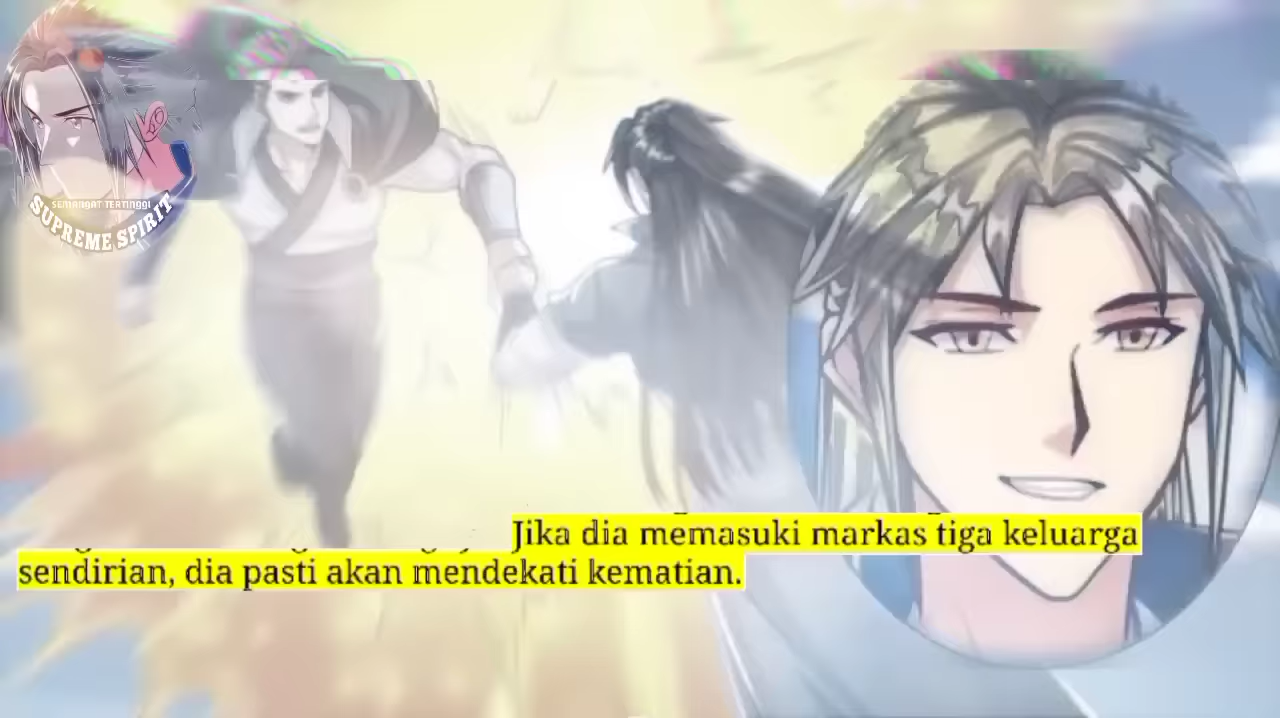 SEMANGAT TERTINGGI
SUPREME SPIRIT
Jika dia memasuki markas tiga keluarga
sendirian, dia pasti akan mendekati kematian.